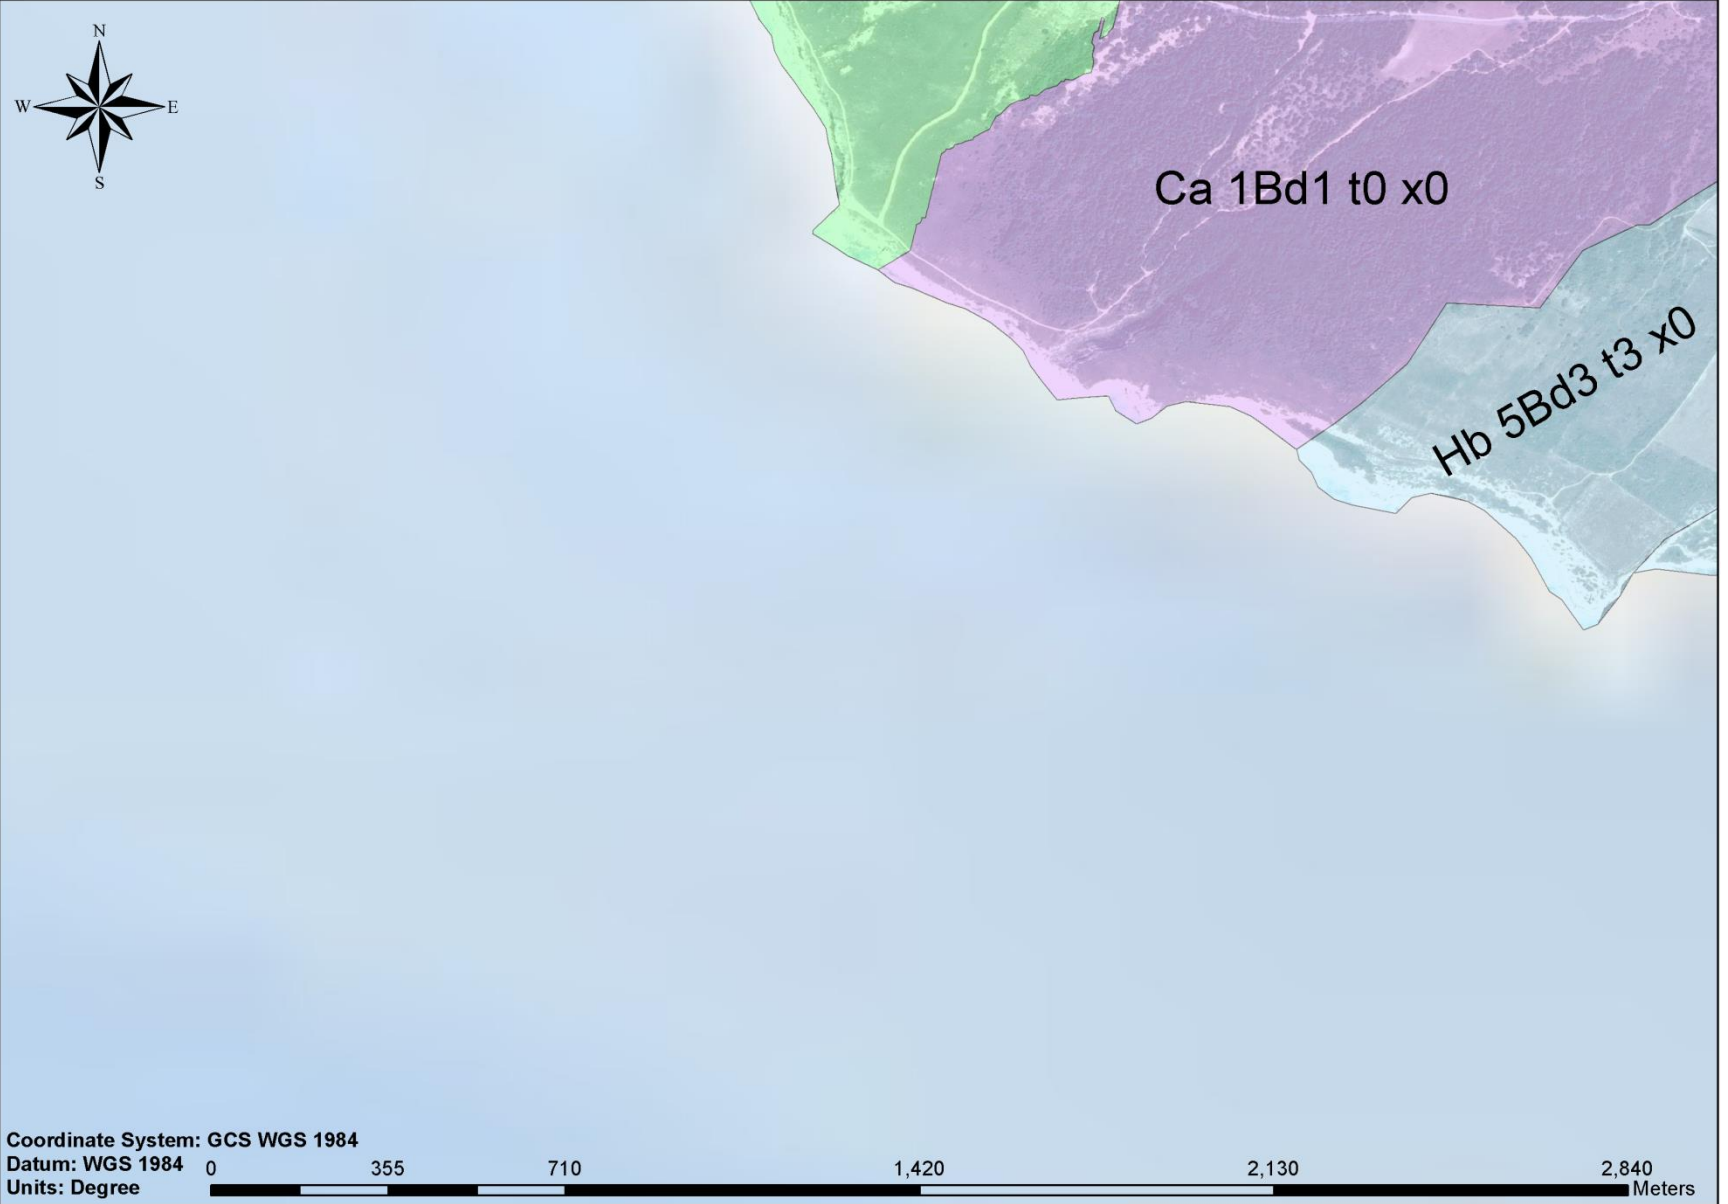 N
W E
S
Ca 1Bd1 t0 x0
Hb 5Bd3 t3 x0
Coordinate System: GCS WGS 1984
Datum: WGS 1984
Units: Degree
0 355 710 1,420 2,130 2,840
Meters